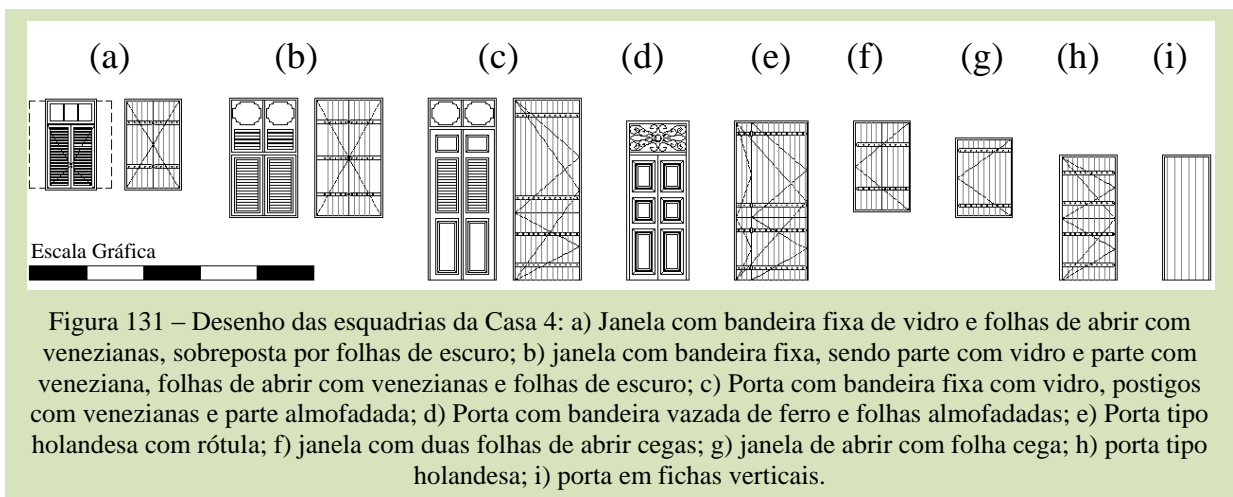 (a) (b) (c) (d) (e) (f) (g) (h) (i)
Escala Gráfica
Figura 131 – Desenho das esquadrias da Casa 4: a) Janela com bandeira fixa de vidro e folhas de abrir com
venezianas, sobreposta por folhas de escuro; b) janela com bandeira fixa, sendo parte com vidro e parte com
veneziana, folhas de abrir com venezianas e folhas de escuro; c) Porta com bandeira fixa com vidro, postigos
com venezianas e parte almofadada; d) Porta com bandeira vazada de ferro e folhas almofadadas; e) Porta tipo
holandesa com rótula; f) janela com duas folhas de abrir cegas; g) janela de abrir com folha cega; h) porta tipo
holandesa; i) porta em fichas verticais.